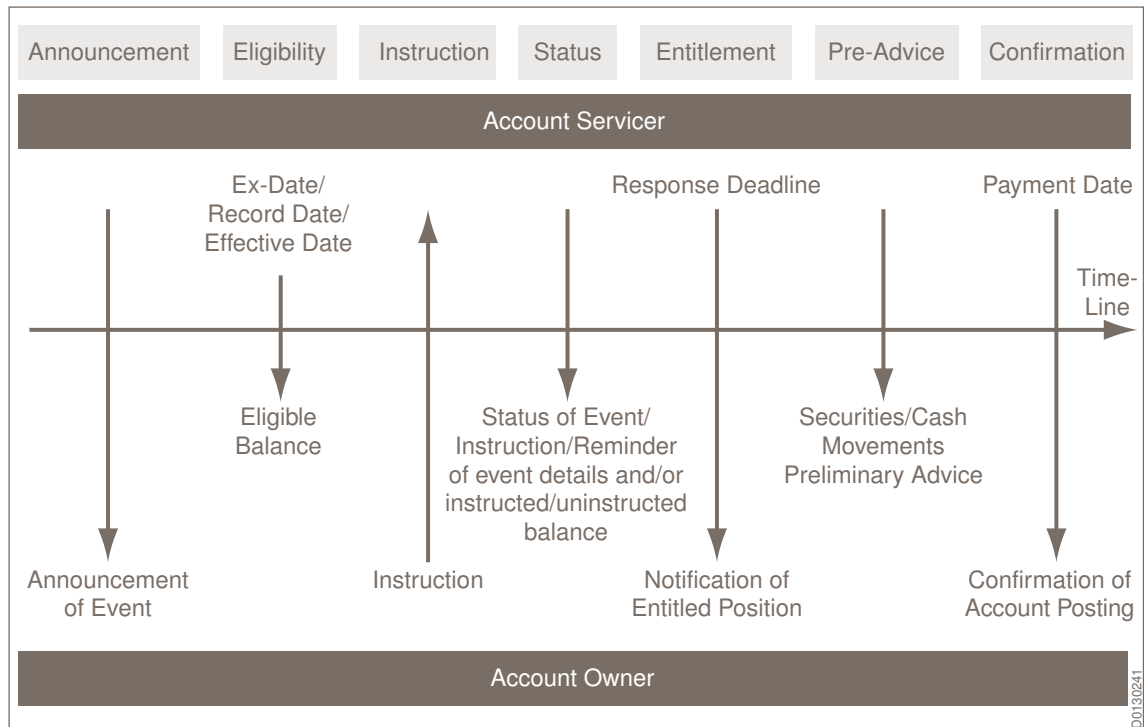 Announcement Eligibility Instruction Status Entitlement Pre-Advice Confirmation
Account Servicer
Ex-Date/
Record Date/
Effective Date
Response Deadline
Payment Date
Time-
Line
Eligible
Balance
Status of Event/
Instruction/Reminder
of event details and/or
instructed/uninstructed
balance
Securities/Cash
Movements
Preliminary Advice
Announcement
of Event
Instruction
Notification of
Entitled Position
Confirmation of
Account Posting
Account Owner
D0130241